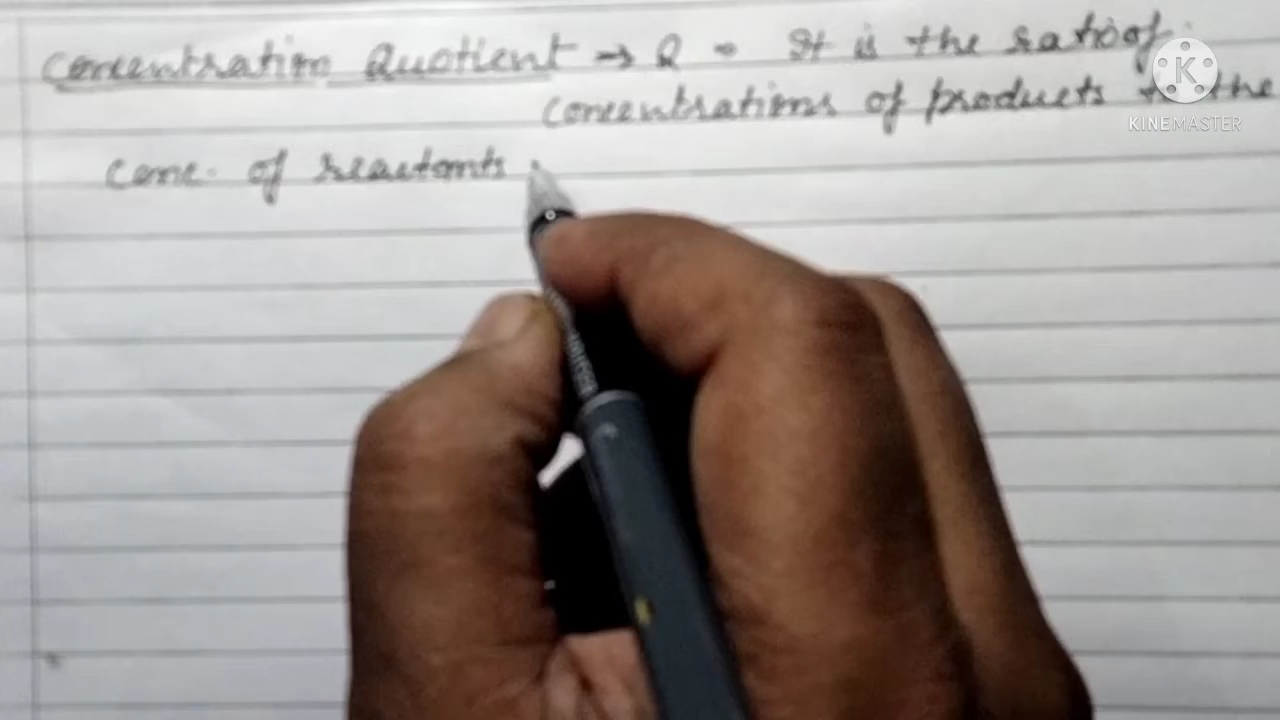 Concentration Quotient → Q - It is the ratio of
concentrations of products to the
conc. of reactants
KINEMASTER